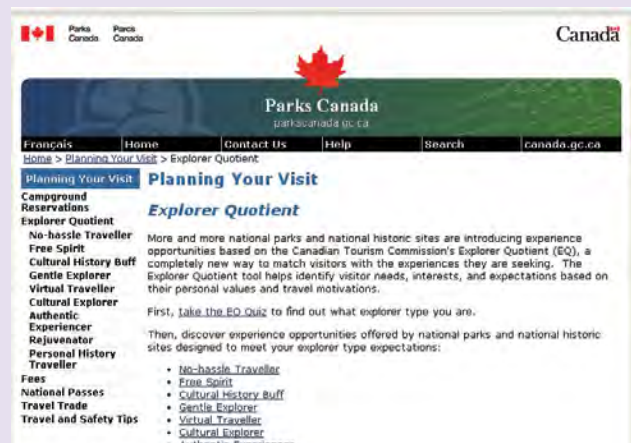 Parks Parcs
Canada Canada
Canada
Parks Canada
parkscanada.gc.ca
Français Home Contact Us Help Search canada.gc.ca
Home > Planning Your Visit > Explorer Quotient
Planning Your Visit
Campground
Reservations
Explorer Quotient
No-hassle Traveller
Free Spirit
Cultural History Buff
Gentle Explorer
Virtual Traveller
Cultural Explorer
Authentic
Experiencer
Rejuvenator
Personal History
Traveller
Fees
National Passes
Travel Trade
Travel and Safety Tips
Planning Your Visit
Explorer Quotient
More and more national parks and national historic sites are introducing experience
opportunities based on the Canadian Tourism Commission's Explorer Quotient (EQ), a
completely new way to match visitors with the experiences they are seeking. The
Explorer Quotient tool helps identify visitor needs, interests, and expectations based on
their personal values and travel motivations.
First, take the EQ Quiz to find out what explorer type you are.
Then, discover experience opportunities offered by national parks and national historic
sites designed to meet your explorer type expectations:
• No-hassle Traveller
• Free Spirit
• Cultural History Buff
• Gentle Explorer
• Virtual Traveller
• Cultural Explorer